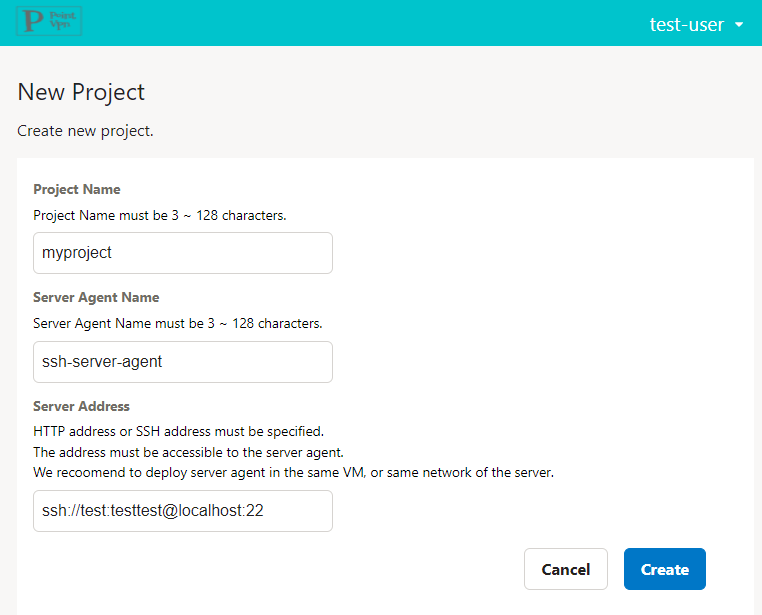 P Point
Vpn
test-user
New Project
Create new project.
Project Name
Project Name must be 3 ~ 128 characters.
myproject
Server Agent Name
Server Agent Name must be 3 ~ 128 characters.
ssh-server-agent
Server Address
HTTP address or SSH address must be specified.
The address must be accessible to the server agent.
We recoomend to deploy server agent in the same VM, or same network of the server.
ssh://test:testtest@localhost:22
Cancel
Create